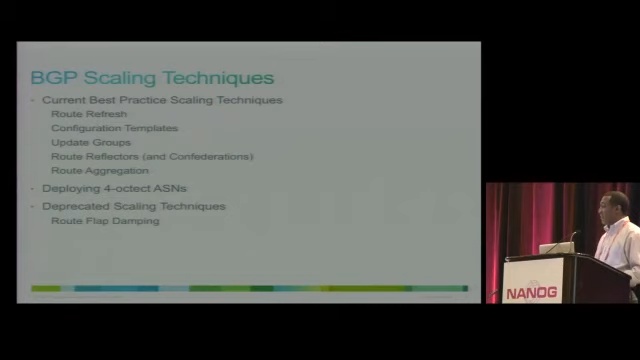 BGP Scaling Techniques
Current Best Practice Scaling Techniques
Route Refresh
Configuration Templates
Update Groups
Route Reflectors (and Confederations)
Route Aggregation
Deploying 4-octect ASNs
Deprecated Scaling Techniques
Route Flap Damping
NANOG